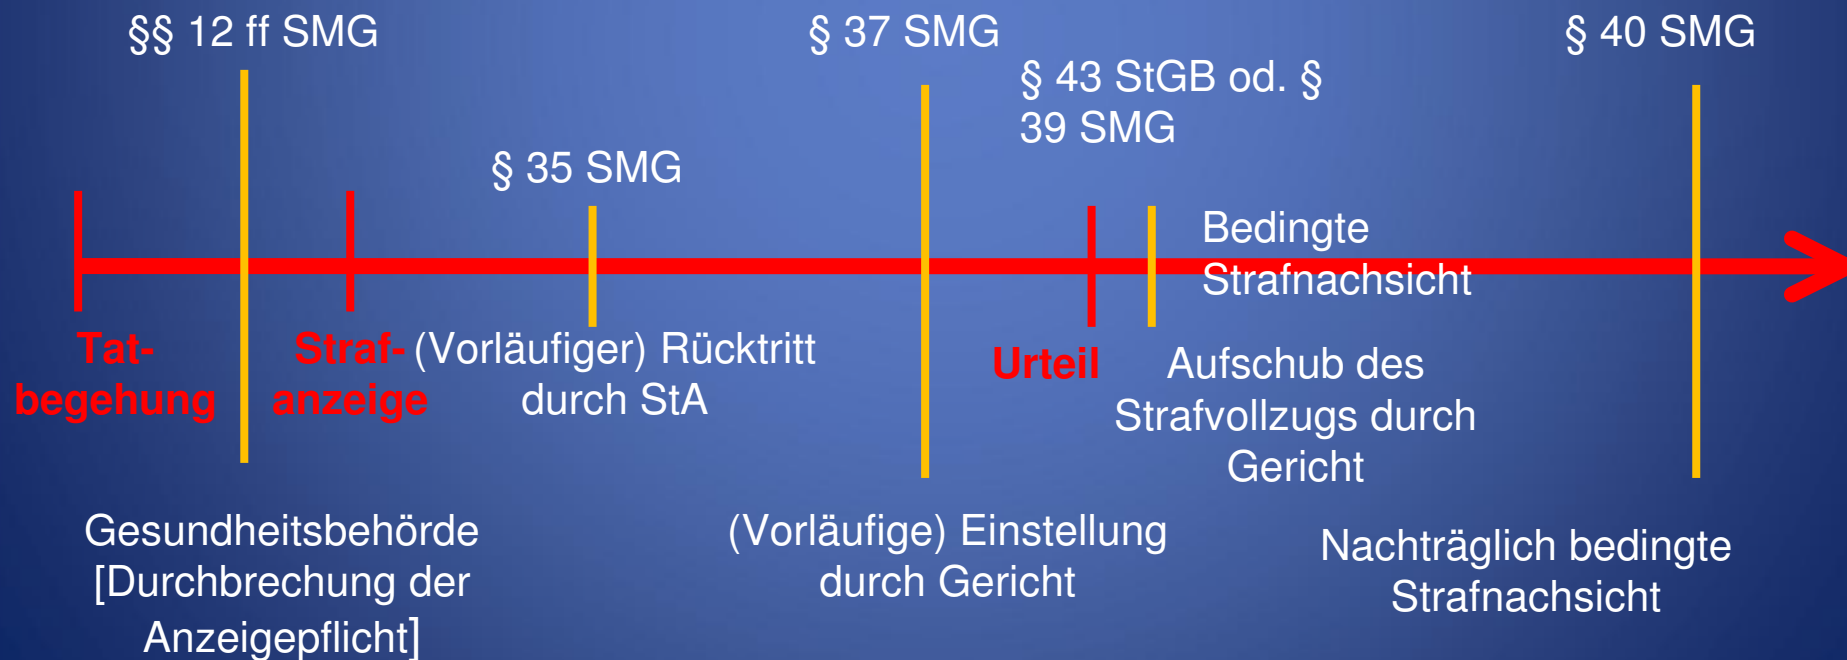 §§ 12 ff SMG
§ 37 SMG
§ 40 SMG
§ 43 StGB od. §
39 SMG
§ 35 SMG
Bedingte
Strafnachsicht
Tat-
begehung
Straf-
anzeige
(Vorläufiger) Rücktritt
durch StA
Urteil
Aufschub des
Strafvollzugs durch
Gericht
Gesundheitsbehörde
[Durchbrechung der
Anzeigepflicht]
(Vorläufige) Einstellung
durch Gericht
Nachträglich bedingte
Strafnachsicht